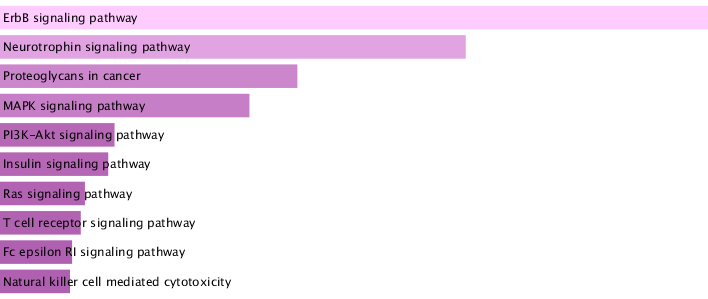 ErbB signaling pathway
Neurotrophin signaling pathway
Proteoglycans in cancer
MAPK signaling pathway
PI3K-Akt signaling pathway
Insulin signaling pathway
Ras signaling pathway
T cell receptor signaling pathway
Fc epsilon RI signaling pathway
Natural killer cell mediated cytotoxicity